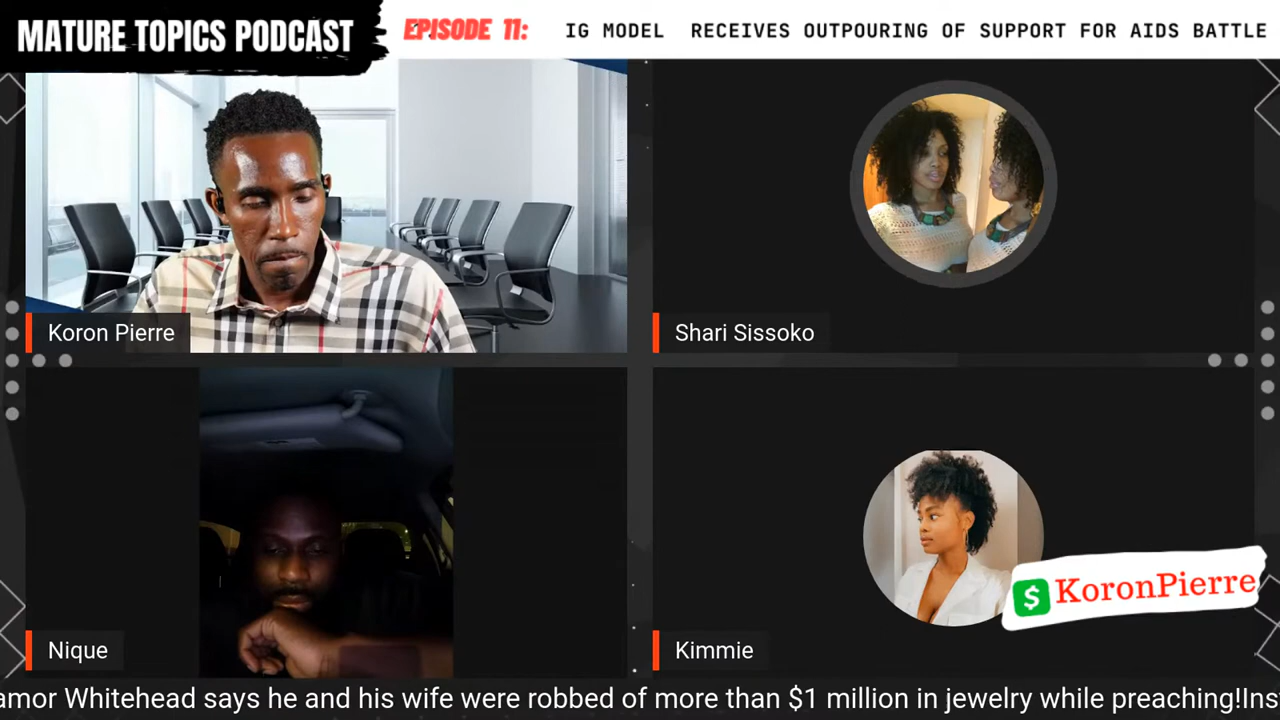 MATURE TOPICS PODCAST
EPISODE 11:
IG MODEL RECEIVES OUTPOURING OF SUPPORT FOR AIDS BATTLE
Koron Pierre
Shari Sissoko
Nique
Kimmie
$ KoronPierre
amor Whitehead says he and his wife were robbed of more than $1 million in jewelry while preaching!Ins